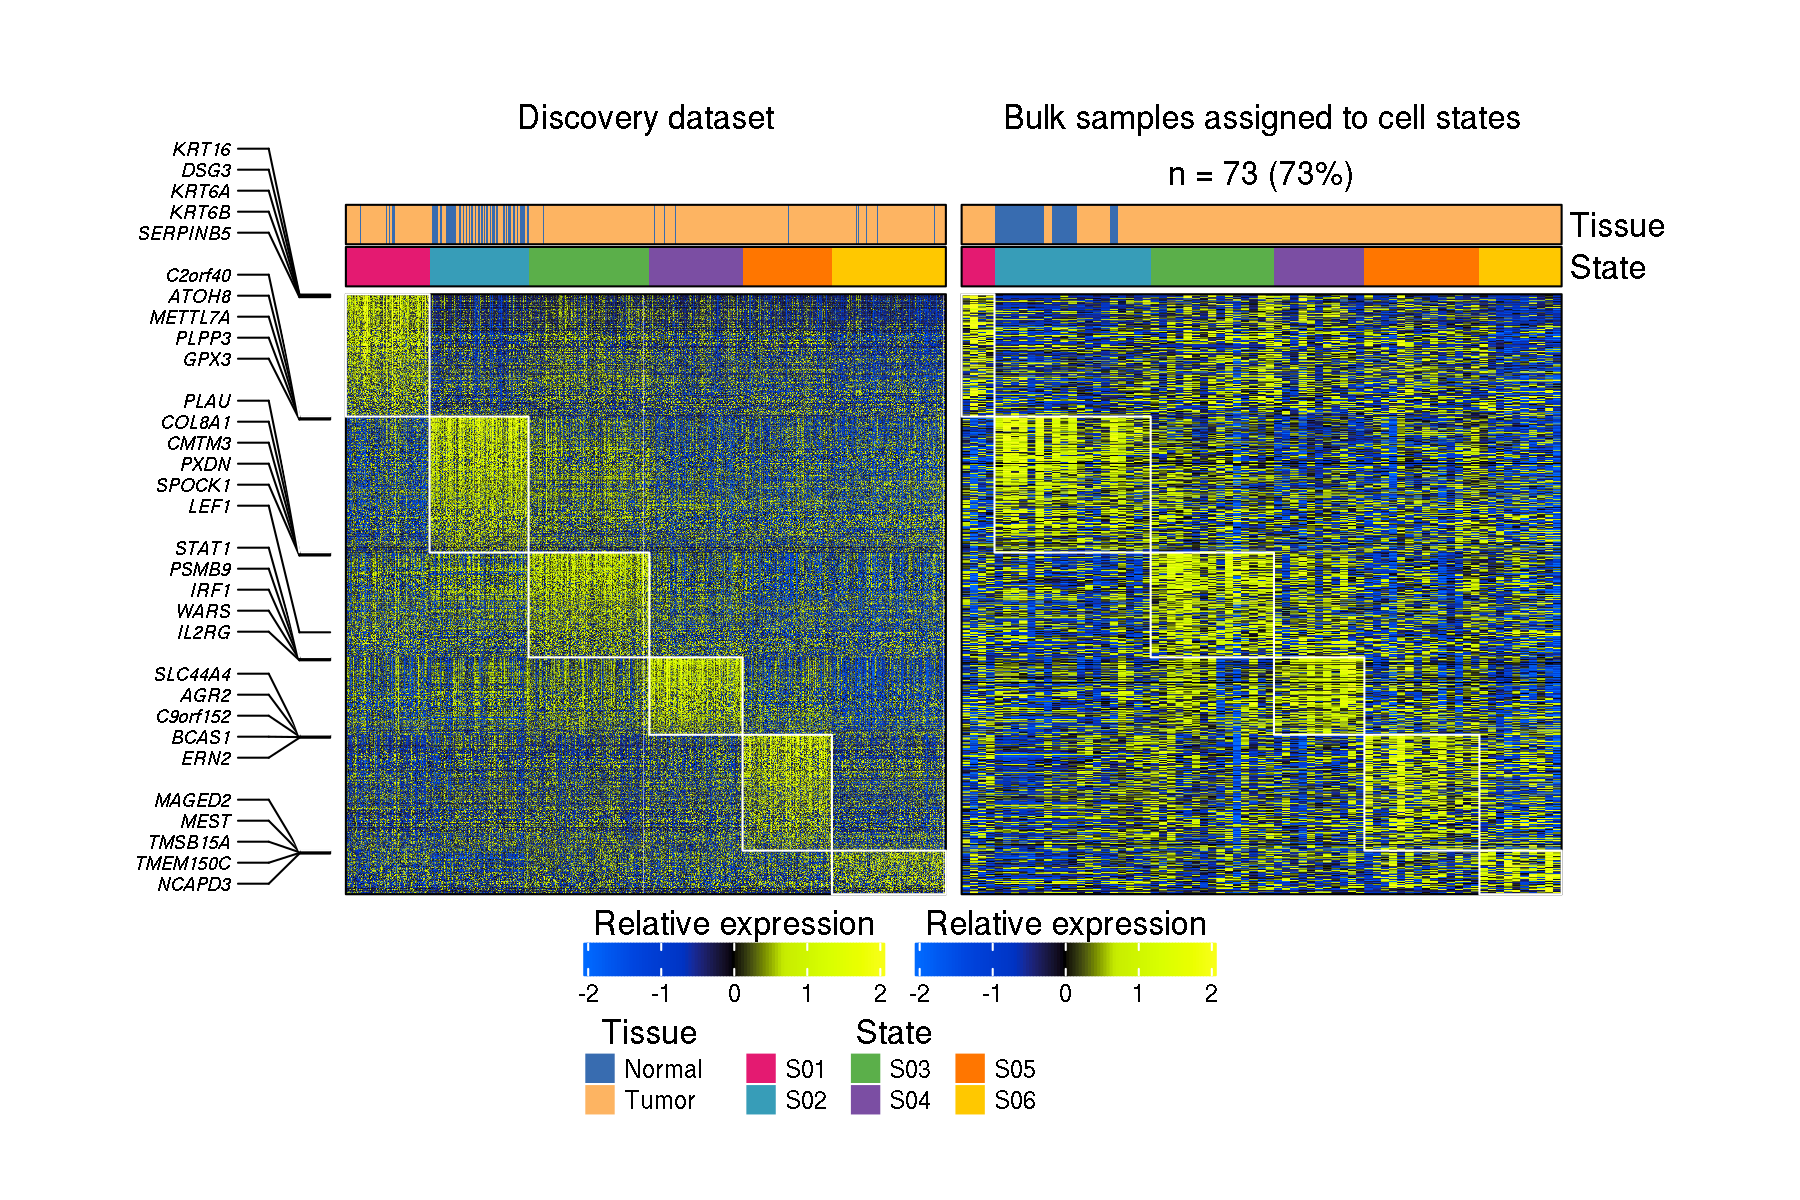 Discovery dataset
Bulk samples assigned to cell states
n = 73 (73%)
KRT16
DSG3
KRT6A
KRT6B
SERPINB5
C2orf40
ATOH8
METTL7A
PLPP3
GPX3
PLAU
COL8A1
CMTM3
PXDN
SPOCK1
LEF1
STAT1
PSMB9
IRF1
WARS
IL2RG
SLC44A4
AGR2
C9orf152
BCAS1
ERN2
MAGED2
MEST
TMSB15A
TMEM150C
NCAPD3
Tissue
State
Relative expression
-2 -1 0 1 2
Relative expression
-2 -1 0 1 2
Tissue
Normal
Tumor
State
S01 S03 S05
S02 S04 S06